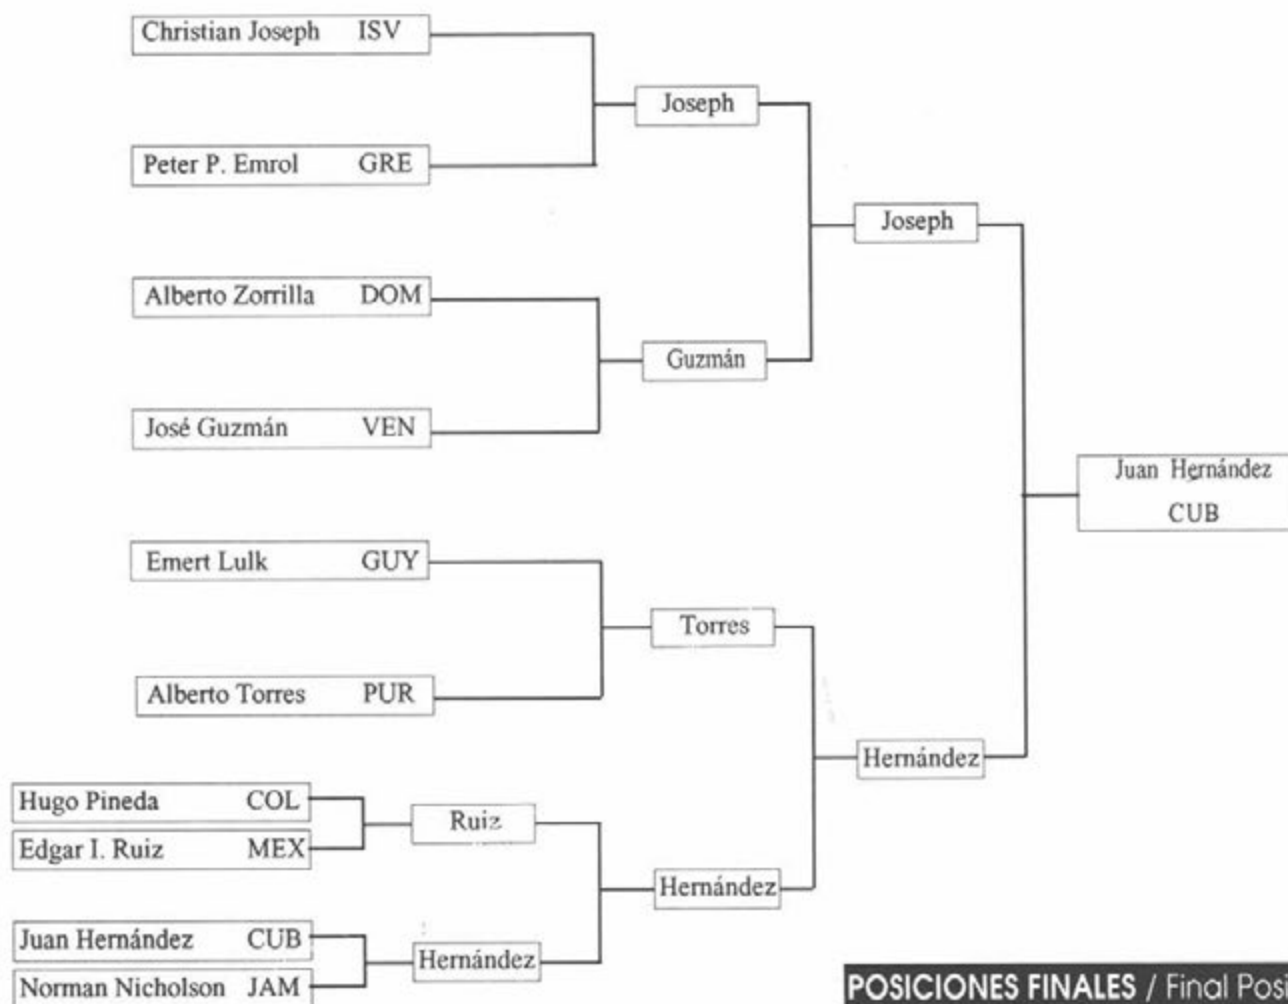 Christian Joseph ISV
Joseph
Peter P. Emrol GRE
Joseph
Alberto Zorrilla DOM
Guzmán
José Guzmán VEN
Juan Hernández
CUB
Emert Lulk GUY
Torres
Alberto Torres PUR
Hernández
Hugo Pineda COL
Ruiz
Edgar I. Ruiz MEX
Hernández
Juan Hernández CUB
Hernández
Norman Nicholson JAM
POSICIONES FINALES / Final Posi